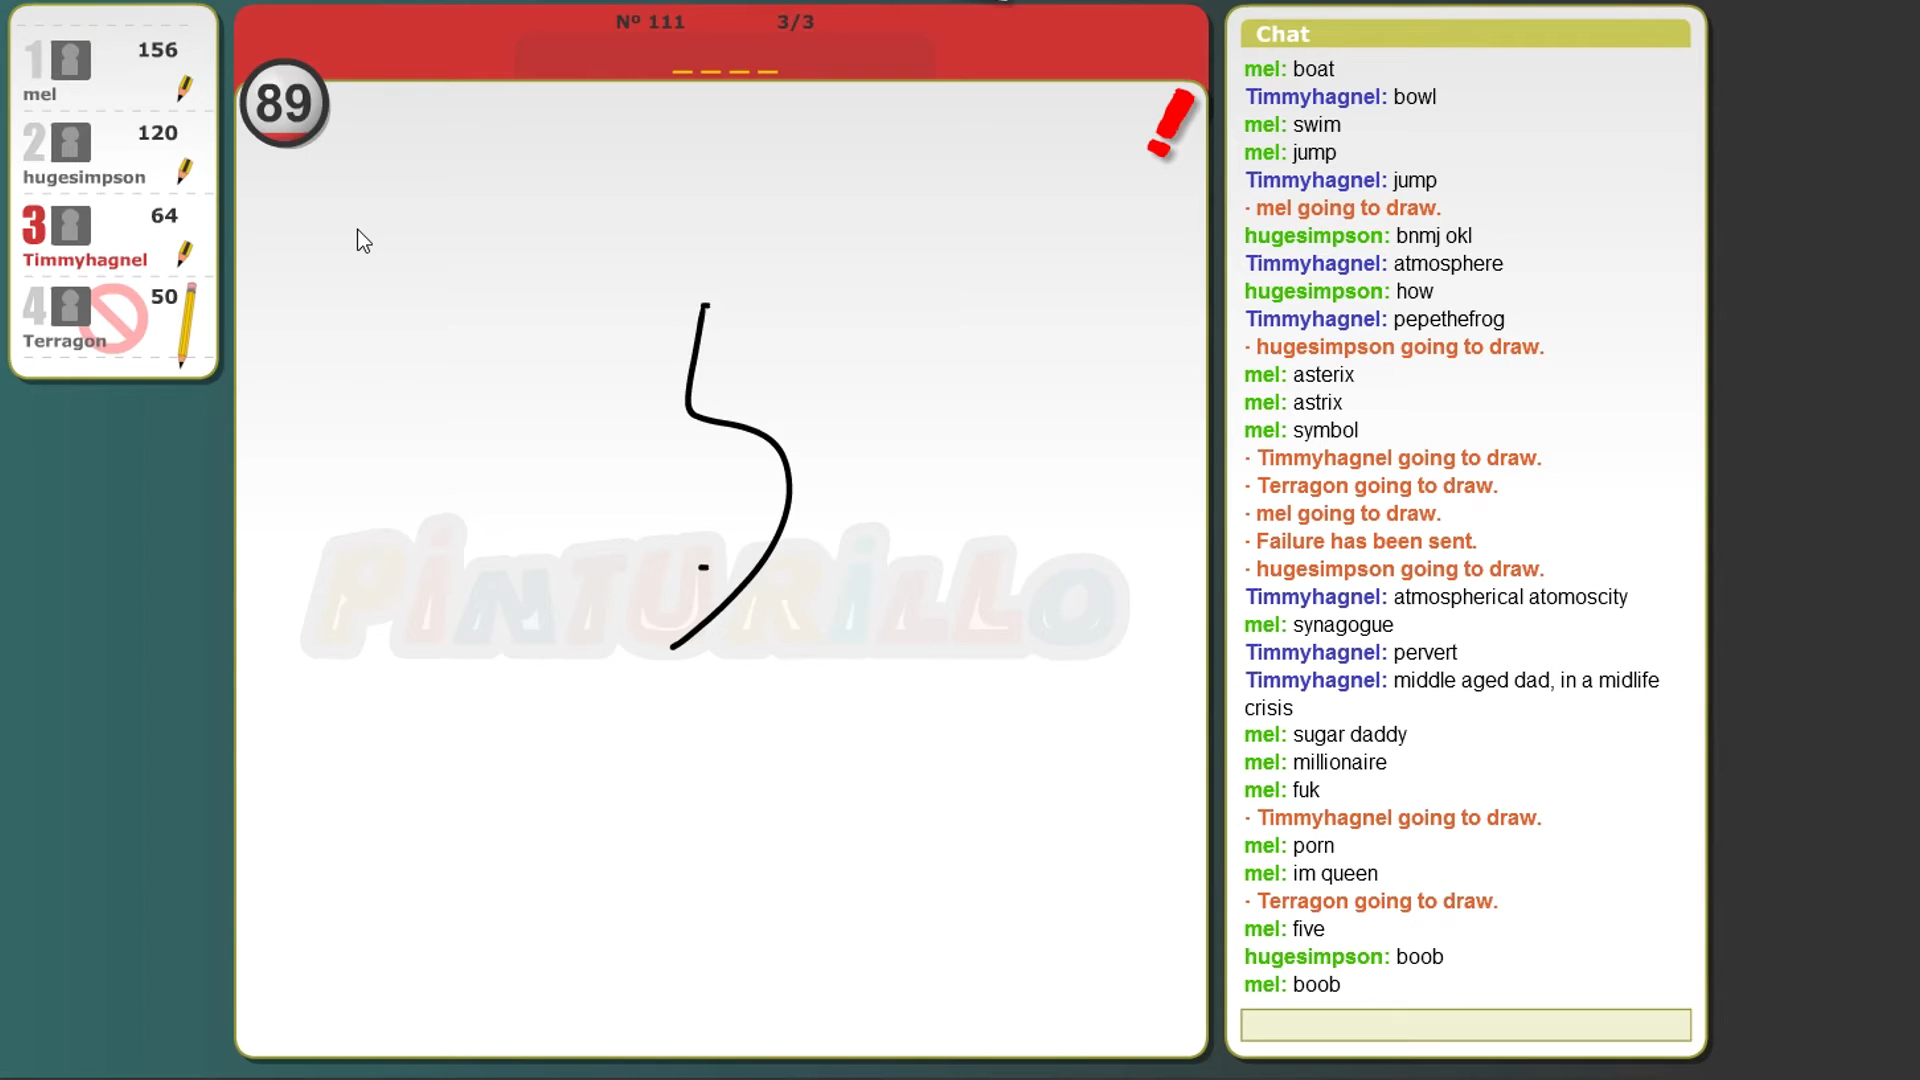 1 156
mel
2 120
hugesimpson
3 64
Timmyhagnel
4 50
Terragon
Nº 111 3/3
_ _ _ _
89
!
PINTURILLO
Chat
mel: boat
Timmyhagnel: bowl
mel: swim
mel: jump
Timmyhagnel: jump
- mel going to draw.
hugesimpson: bnmj okl
Timmyhagnel: atmosphere
hugesimpson: how
Timmyhagnel: pepethefrog
- hugesimpson going to draw.
mel: asterix
mel: astrix
mel: symbol
- Timmyhagnel going to draw.
- Terragon going to draw.
- mel going to draw.
- Failure has been sent.
- hugesimpson going to draw.
Timmyhagnel: atmospherical atomoscity
mel: synagogue
Timmyhagnel: pervert
Timmyhagnel: middle aged dad, in a midlife
crisis
mel: sugar daddy
mel: millionaire
mel: fuk
- Timmyhagnel going to draw.
mel: porn
mel: im queen
- Terragon going to draw.
mel: five
hugesimpson: boob
mel: boob